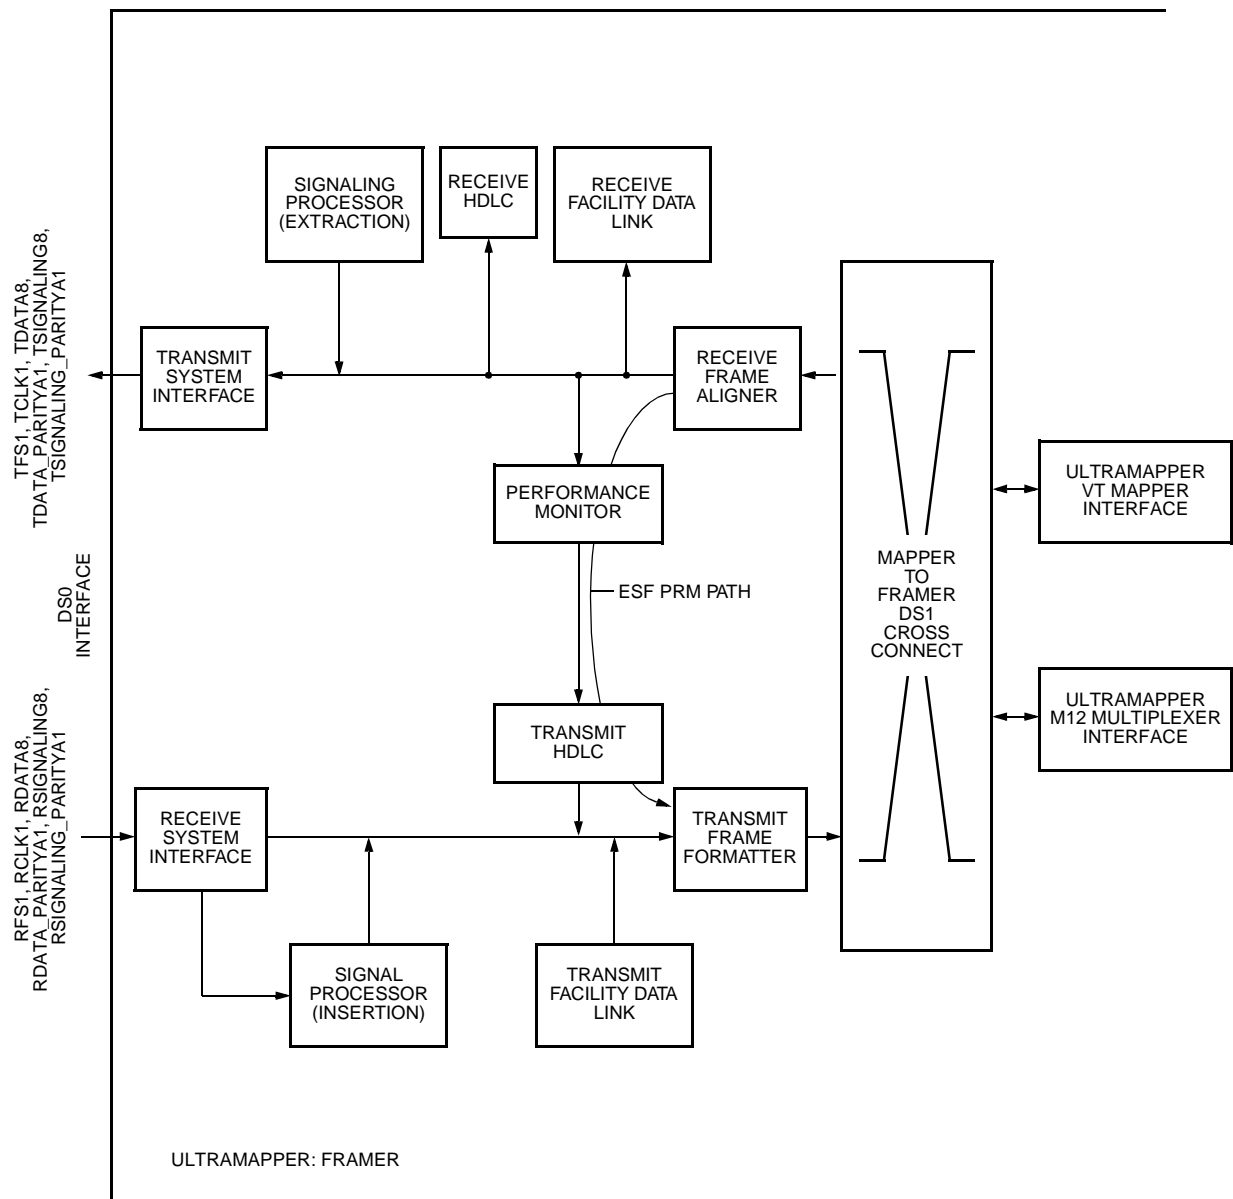 SIGNALING
PROCESSOR
(EXTRACTION)
RECEIVE
HDLC
RECEIVE
FACILITY DATA
LINK
TFS1, TCLK1, TDATA8,
TDATA_PARITYA1, TSIGNALING8,
TSIGNALING_PARITYA1
TRANSMIT
SYSTEM
INTERFACE
RECEIVE
FRAME
ALIGNER
PERFORMANCE
MONITOR
ULTRAMAPPER
VT MAPPER
INTERFACE
DS0
INTERFACE
ESF PRM PATH
MAPPER
TO
FRAMER
DS1
CROSS
CONNECT
ULTRAMAPPER
M12 MULTIPLEXER
INTERFACE
TRANSMIT
HDLC
RFS1, RCLK1, RDATA8,
RDATA_PARITYA1, RSIGNALING8,
RSIGNALING_PARITYA1
RECEIVE
SYSTEM
INTERFACE
TRANSMIT
FRAME
FORMATTER
SIGNAL
PROCESSOR
(INSERTION)
TRANSMIT
FACILITY DATA
LINK
ULTRAMAPPER: FRAMER